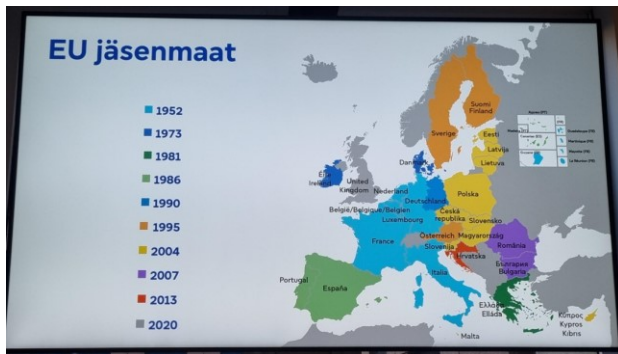 EU jäsenmaat
1952
1973
1981
1986
1990
1995
2004
2007
2013
2020
Suomi
Finland
Sverige
Eesti
Latvija
Lietuva
Danmark
Éire
Ireland
United
Kingdom
Nederland
Deutschland
Polska
België/Belgique/Belgien
Luxembourg
Česká
republika
Slovensko
France
Österreich
Magyarország
Slovenija
Hrvatska
România
България
Bulgaria
Italia
Portugal
España
Ελλάδα
Elláda
Malta
Κύπρος
Kypros
Kıbrıs